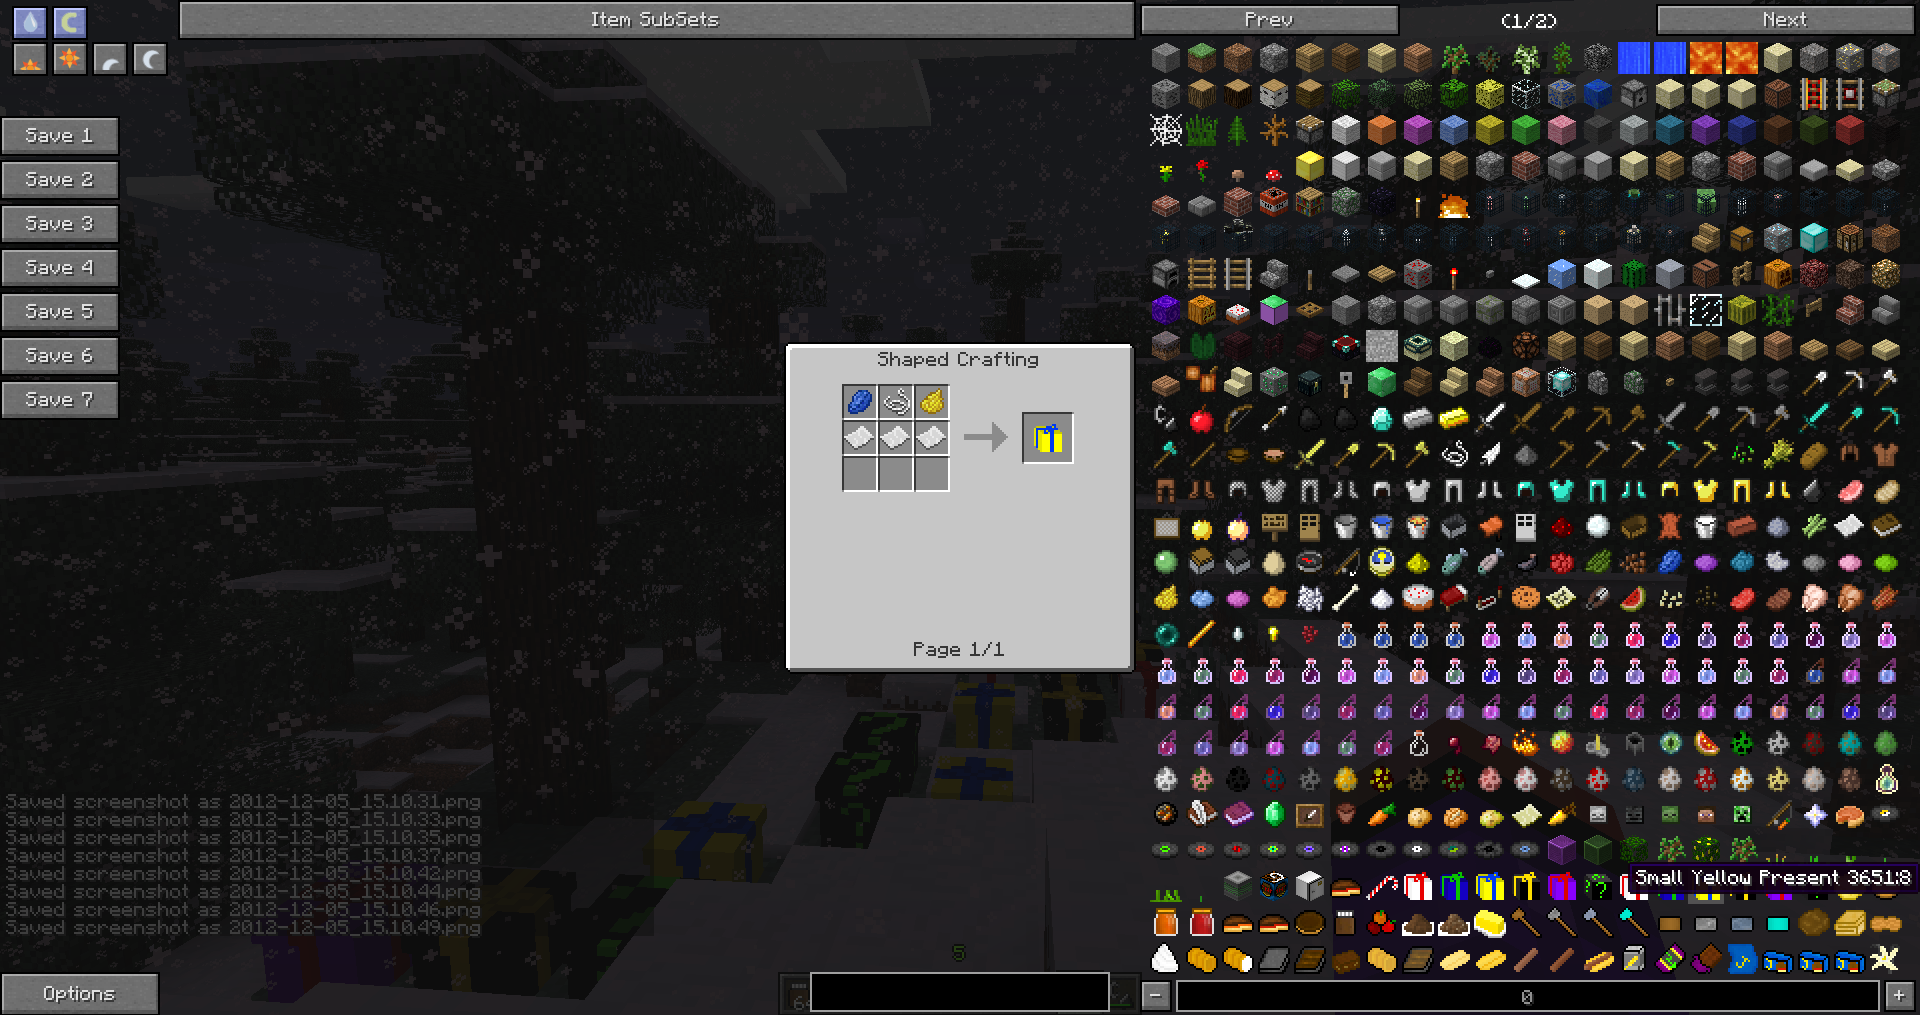 Item SubSets
Prev
(1/2)
Next
Save 1
Save 2
Save 3
Save 4
Save 5
Save 6
Save 7
Shaped Crafting
Page 1/1
Saved screenshot as 2012-12-05_15.10.31.png
Saved screenshot as 2012-12-05_15.10.33.png
Saved screenshot as 2012-12-05_15.10.35.png
Saved screenshot as 2012-12-05_15.10.37.png
Saved screenshot as 2012-12-05_15.10.42.png
Saved screenshot as 2012-12-05_15.10.44.png
Saved screenshot as 2012-12-05_15.10.46.png
Saved screenshot as 2012-12-05_15.10.49.png
Small Yellow Present 3651:8
5
Options
-
0
+